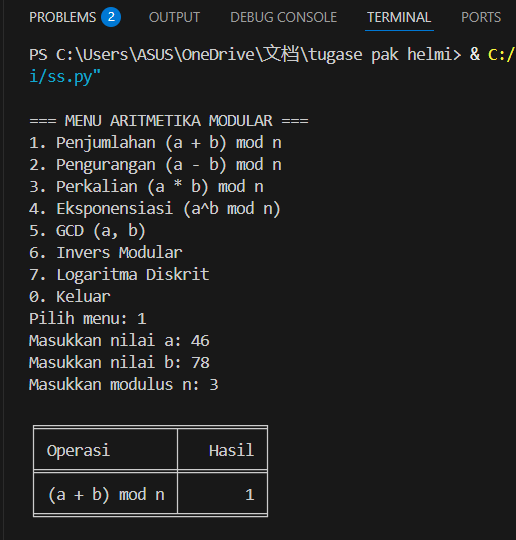 PROBLEMS 2 OUTPUT DEBUG CONSOLE TERMINAL PORTS
PS C:\Users\ASUS\OneDrive\文档\tugase pak helmi> & C:/
i/ss.py"
=== MENU ARITMETIKA MODULAR ===
1. Penjumlahan (a + b) mod n
2. Pengurangan (a - b) mod n
3. Perkalian (a * b) mod n
4. Eksponensiasi (a^b mod n)
5. GCD (a, b)
6. Invers Modular
7. Logaritma Diskrit
0. Keluar
Pilih menu: 1
Masukkan nilai a: 46
Masukkan nilai b: 78
Masukkan modulus n: 3
Operasi Hasil
(a + b) mod n 1